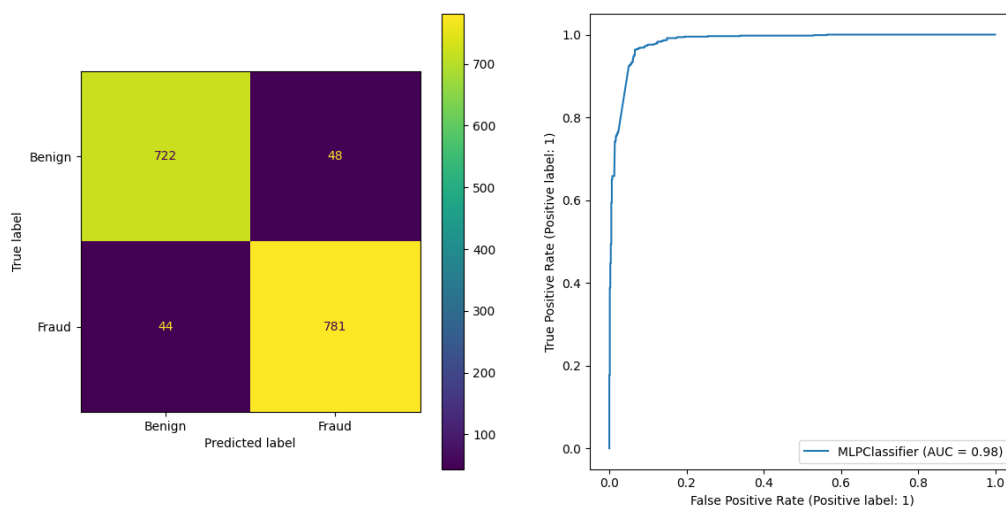 Benign
Fraud
True label
722
48
44
781
Benign
Fraud
Predicted label
700
600
500
400
300
200
100
True Positive Rate (Positive label: 1)
1.0
0.8
0.6
0.4
0.2
0.0
MLPClassifier (AUC = 0.98)
0.0
0.2
0.4
0.6
0.8
1.0
False Positive Rate (Positive label: 1)